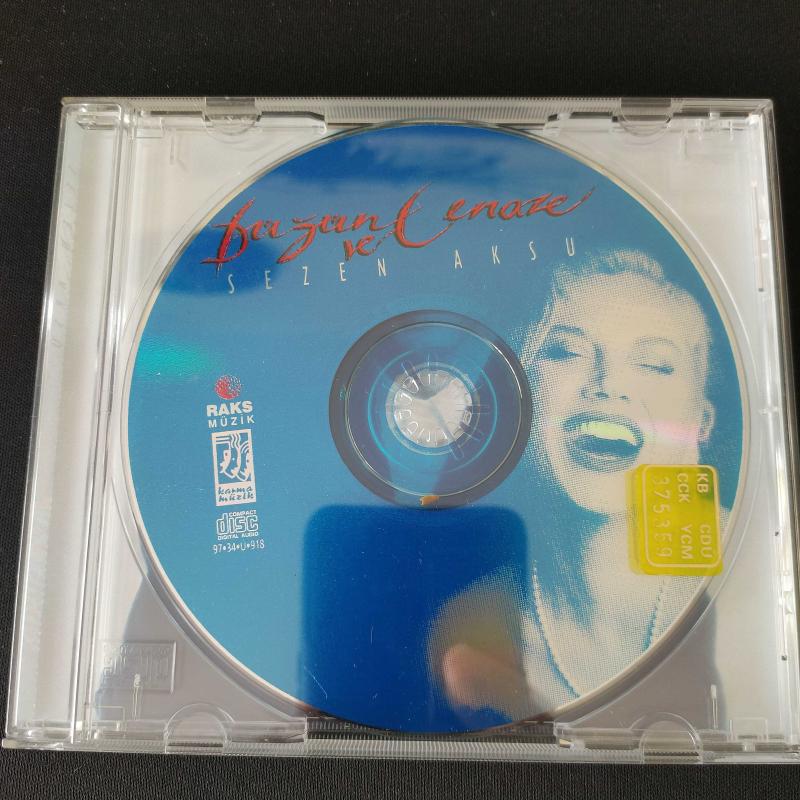 Düğün ve Cenaze
SEZEN AKSU
RAKS
MÜZİK
karma
müzik
COMPACT
disc
DIGITAL AUDIO
97•34•U•918
KB CDU
CCK YCM
375359